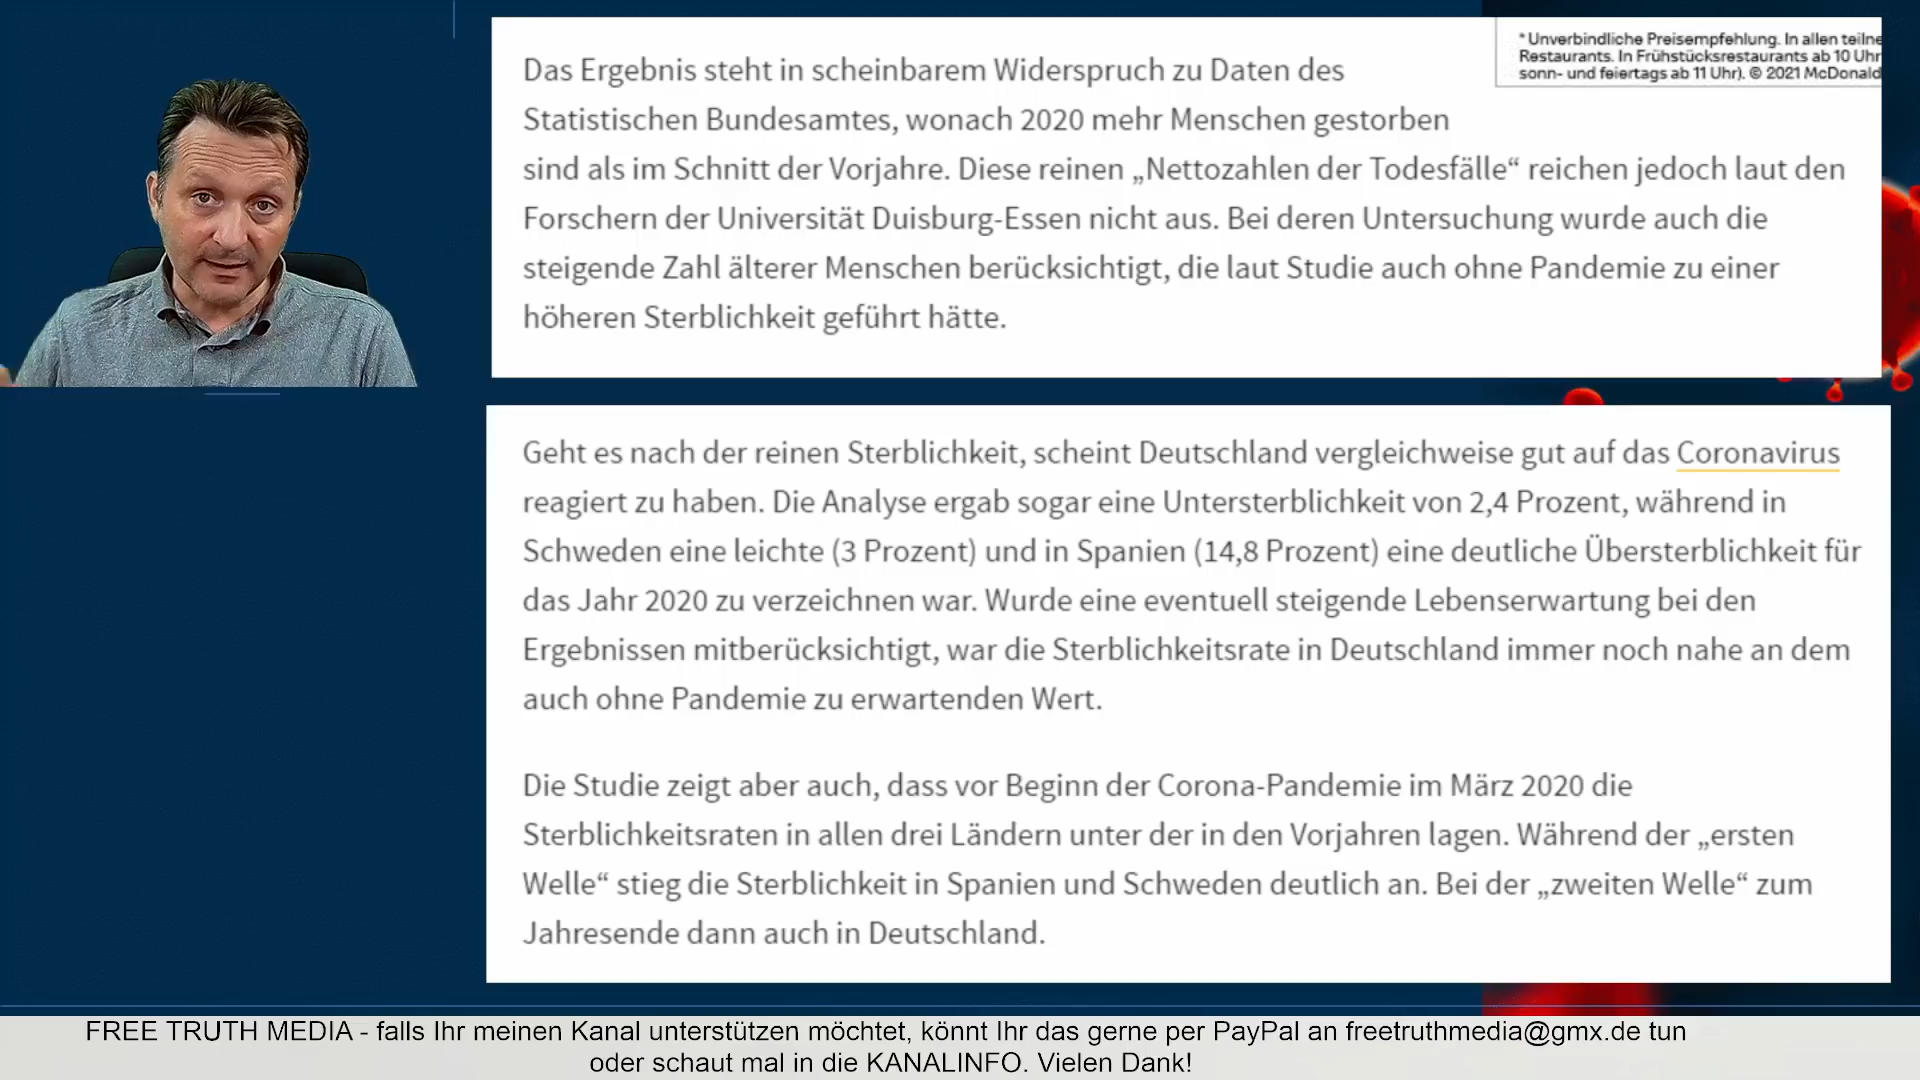 * Unverbindliche Preisempfehlung. In allen teilne
Restaurants. In Frühstücksrestaurants ab 10 Uhr
sonn- und feiertags ab 11 Uhr). © 2021 McDonald
Das Ergebnis steht in scheinbarem Widerspruch zu Daten des
Statistischen Bundesamtes, wonach 2020 mehr Menschen gestorben
sind als im Schnitt der Vorjahre. Diese reinen „Nettozahlen der Todesfälle“ reichen jedoch laut den
Forschern der Universität Duisburg-Essen nicht aus. Bei deren Untersuchung wurde auch die
steigende Zahl älterer Menschen berücksichtigt, die laut Studie auch ohne Pandemie zu einer
höheren Sterblichkeit geführt hätte.
Geht es nach der reinen Sterblichkeit, scheint Deutschland vergleichweise gut auf das Coronavirus
reagiert zu haben. Die Analyse ergab sogar eine Untersterblichkeit von 2,4 Prozent, während in
Schweden eine leichte (3 Prozent) und in Spanien (14,8 Prozent) eine deutliche Übersterblichkeit für
das Jahr 2020 zu verzeichnen war. Wurde eine eventuell steigende Lebenserwartung bei den
Ergebnissen mitberücksichtigt, war die Sterblichkeitsrate in Deutschland immer noch nahe an dem
auch ohne Pandemie zu erwartenden Wert.
Die Studie zeigt aber auch, dass vor Beginn der Corona-Pandemie im März 2020 die
Sterblichkeitsraten in allen drei Ländern unter der in den Vorjahren lagen. Während der „ersten
Welle“ stieg die Sterblichkeit in Spanien und Schweden deutlich an. Bei der „zweiten Welle“ zum
Jahresende dann auch in Deutschland.
FREE TRUTH MEDIA - falls Ihr meinen Kanal unterstützen möchtet, könnt Ihr das gerne per PayPal an freetruthmedia@gmx.de tun
oder schaut mal in die KANALINFO. Vielen Dank!